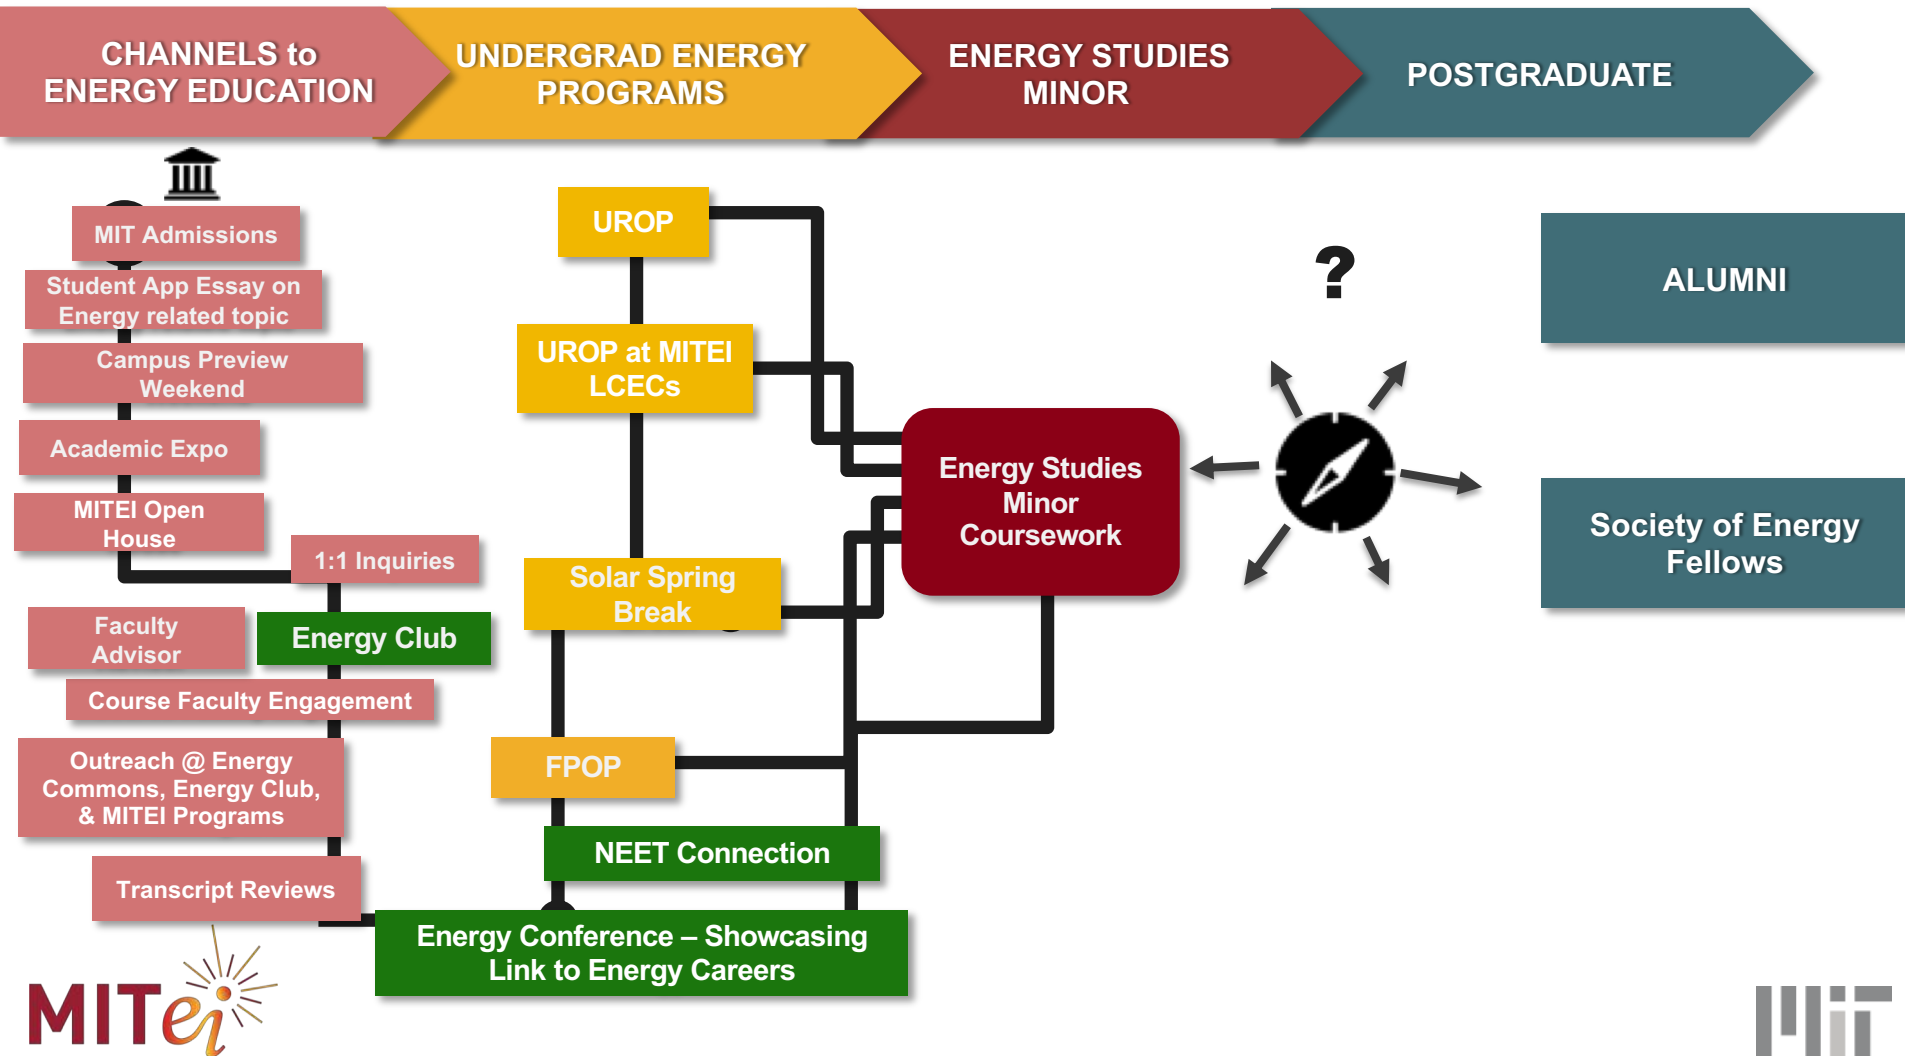 CHANNELS to
ENERGY EDUCATION
UNDERGRAD ENERGY
PROGRAMS
ENERGY STUDIES
MINOR
POSTGRADUATE
MIT Admissions
Student App Essay on
Energy related topic
Campus Preview
Weekend
Academic Expo
MITEI Open
House
1:1 Inquiries
Faculty
Advisor
Energy Club
Course Faculty Engagement
Outreach @ Energy
Commons, Energy Club,
& MITEI Programs
Transcript Reviews
UROP
UROP at MITEI
LCECs
Solar Spring
Break
FPOP
NEET Connection
Energy Conference – Showcasing
Link to Energy Careers
Energy Studies
Minor
Coursework
?
ALUMNI
Society of Energy
Fellows
MITei
MIT